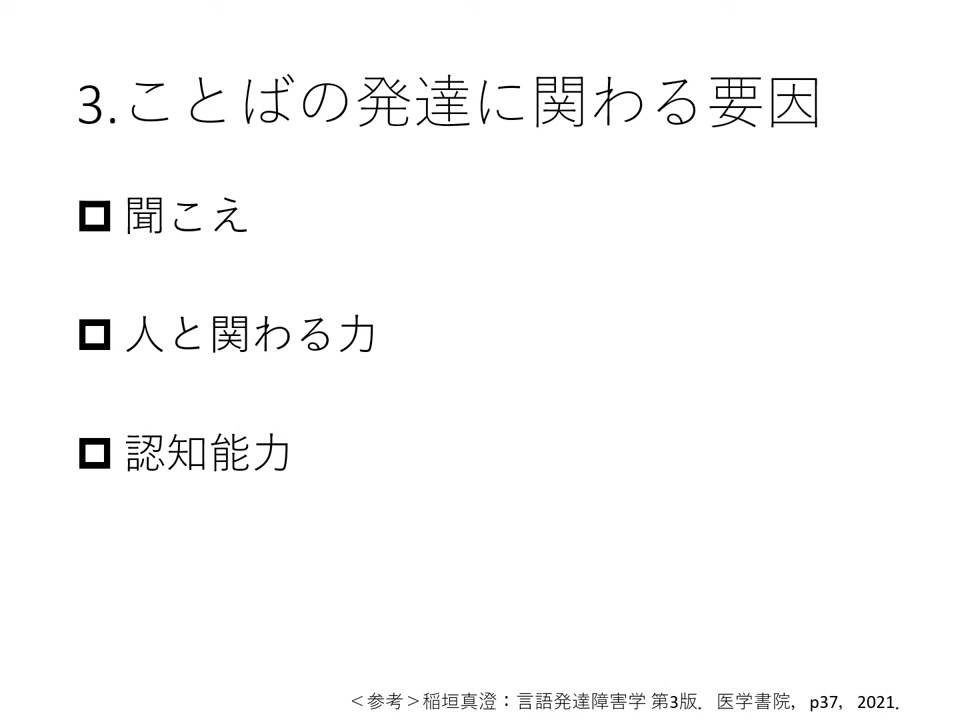 3.ことばの発達に関わる要因
聞こえ
人と関わる力
認知能力
＜参考＞稲垣真澄：言語発達障害学 第3版．医学書院，p37，2021．